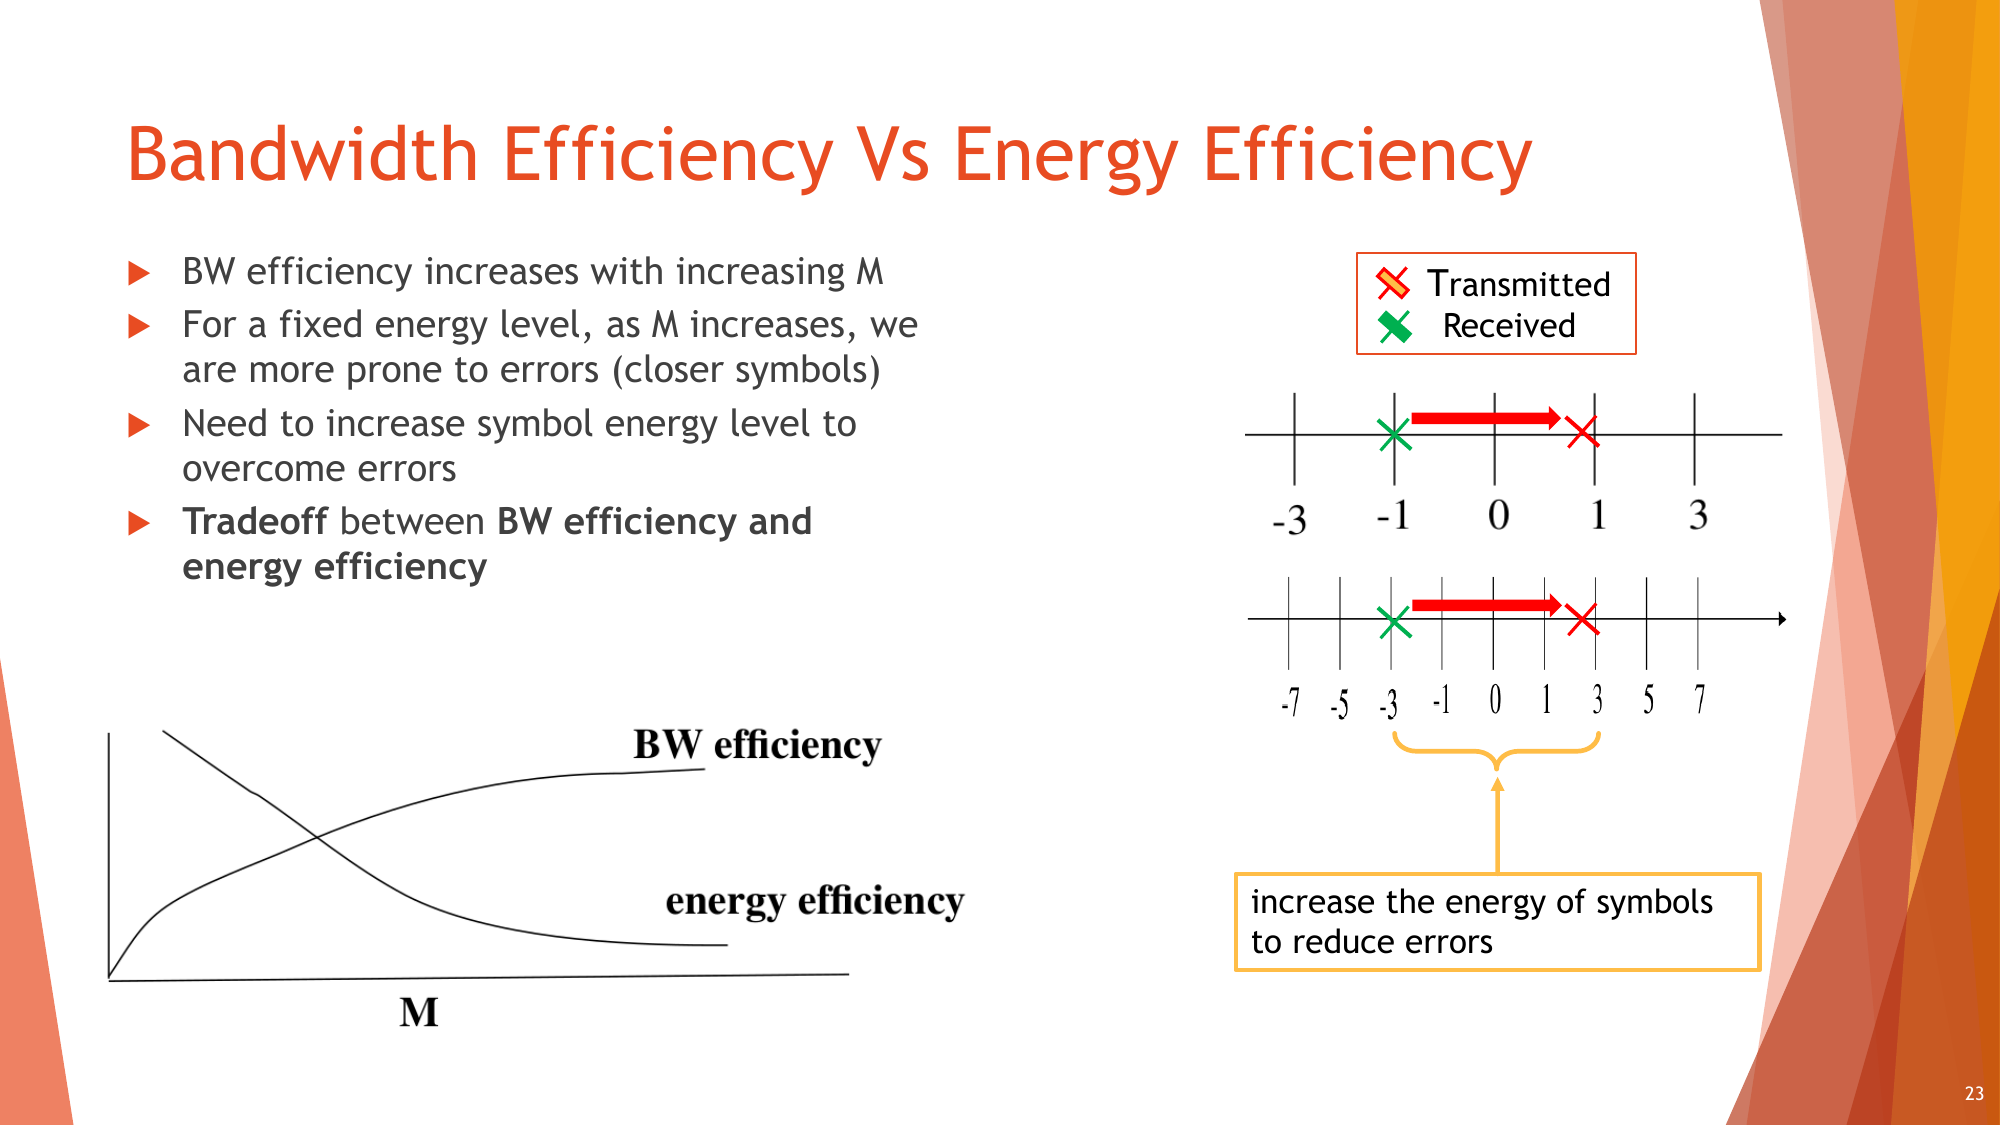 Bandwidth Efficiency Vs Energy Efficiency
BW efficiency increases with increasing M
For a fixed energy level, as M increases, we
are more prone to errors (closer symbols)
Need to increase symbol energy level to
overcome errors
Tradeoff between BW efficiency and
energy efficiency
BW efficiency
energy efficiency
M
Transmitted
Received
-3 -1 0 1 3
-7 -5 -3 -1 0 1 3 5 7
increase the energy of symbols
to reduce errors
23